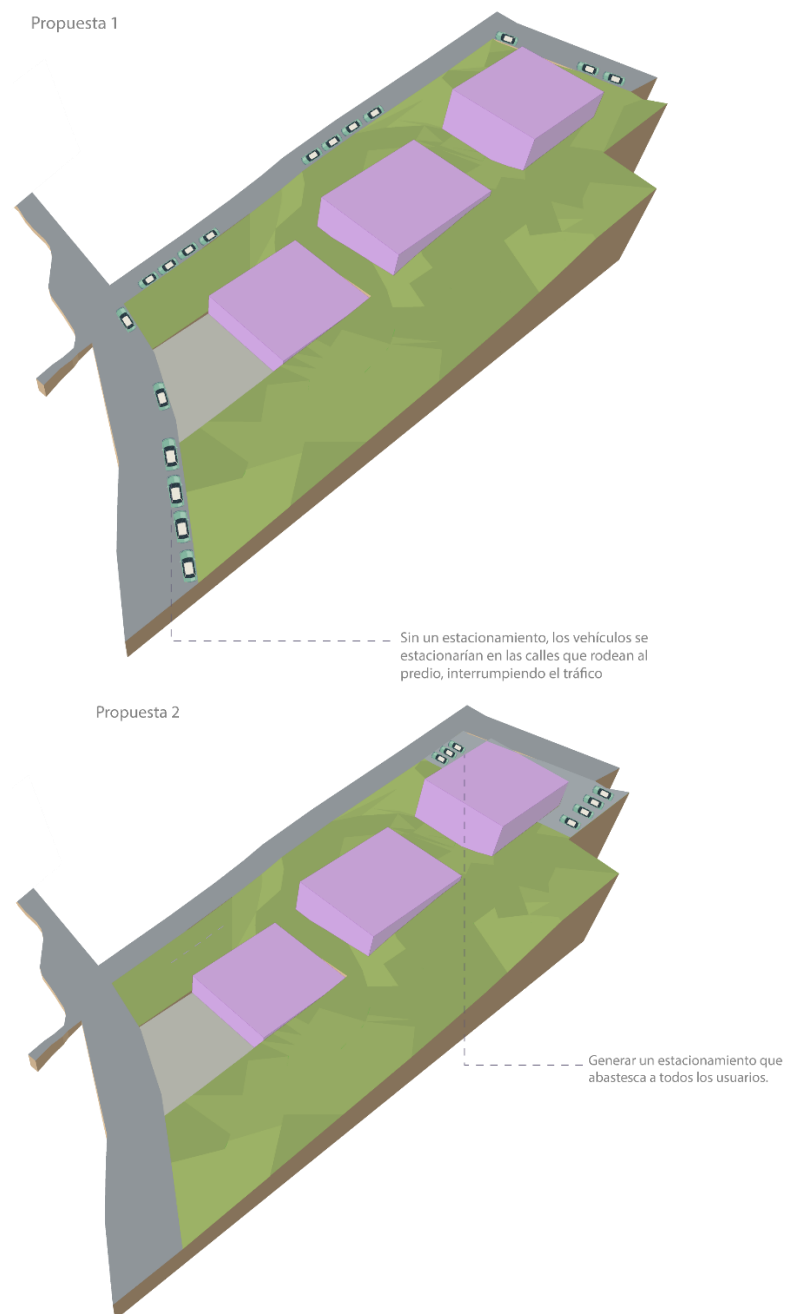 Propuesta 1
Sin un estacionamiento, los vehículos se
estacionarían en las calles que rodean al
predio, interrumpiendo el tráfico
Propuesta 2
Generar un estacionamiento que
abastesca a todos los usuarios.